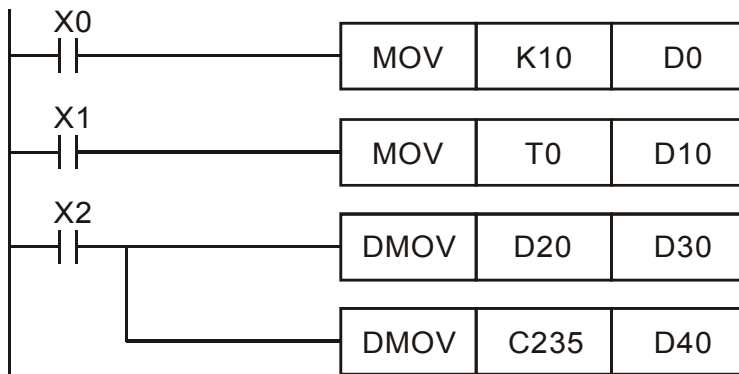 X0
MOV K10 D0
X1
MOV T0 D10
X2
DMOV D20 D30
DMOV C235 D40